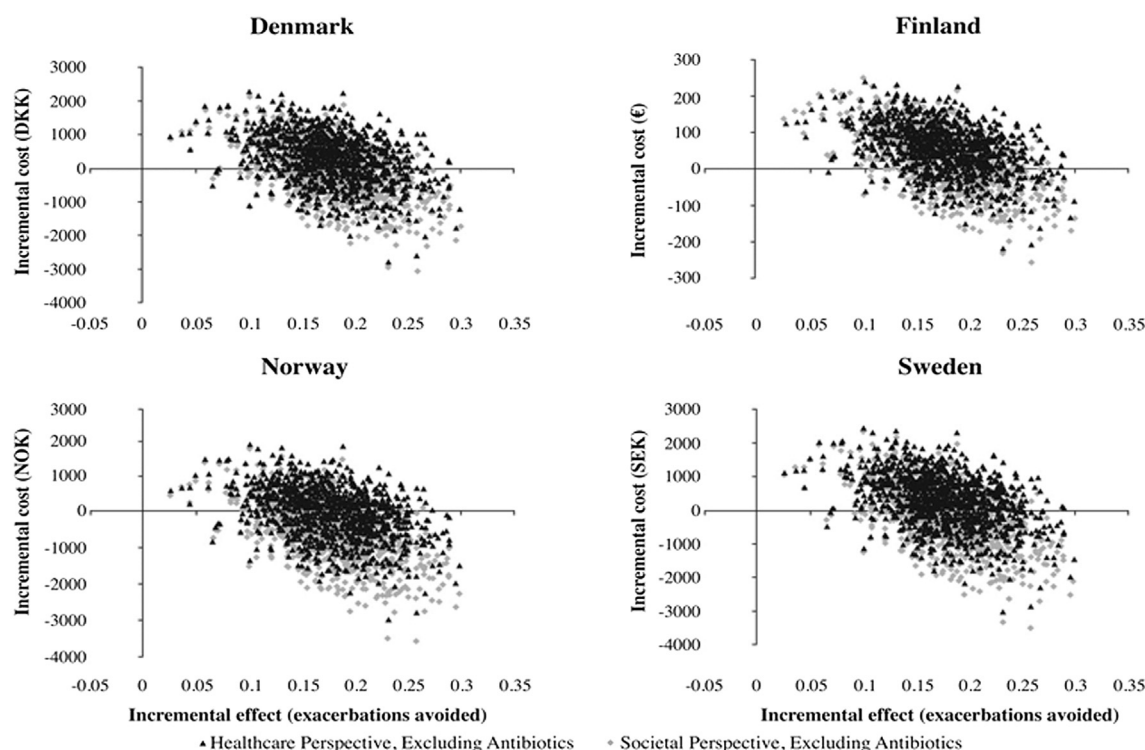 Denmark
Incremental cost (DKK)
3000
2000
1000
0
-1000
-2000
-3000
-4000
-0.05 0 0.05 0.1 0.15 0.2 0.25 0.3 0.35
Finland
Incremental cost (€)
300
200
100
0
-100
-200
-300
-0.05 0 0.05 0.1 0.15 0.2 0.25 0.3 0.35
Norway
Incremental cost (NOK)
3000
2000
1000
0
-1000
-2000
-3000
-4000
-0.05 0 0.05 0.1 0.15 0.2 0.25 0.3 0.35
Incremental effect (exacerbations avoided)
Sweden
Incremental cost (SEK)
3000
2000
1000
0
-1000
-2000
-3000
-4000
-0.05 0 0.05 0.1 0.15 0.2 0.25 0.3 0.35
Incremental effect (exacerbations avoided)
Healthcare Perspective, Excluding Antibiotics
Societal Perspective, Excluding Antibiotics